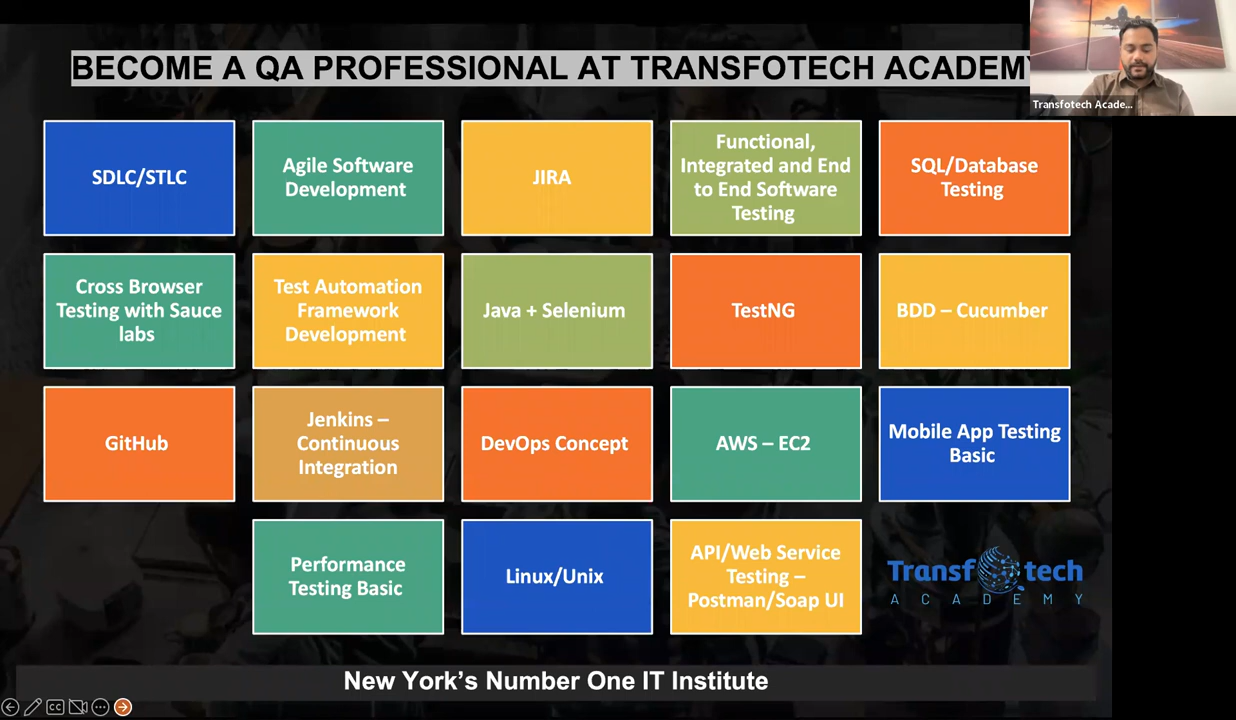 BECOME A QA PROFESSIONAL AT TRANSFOTECH ACADEMY
Transfotech Acade...
SDLC/STLC
Agile Software
Development
JIRA
Functional,
Integrated and End
to End Software
Testing
SQL/Database
Testing
Cross Browser
Testing with Sauce
labs
Test Automation
Framework
Development
Java + Selenium
TestNG
BDD – Cucumber
GitHub
Jenkins –
Continuous
Integration
DevOps Concept
AWS – EC2
Mobile App Testing
Basic
Performance
Testing Basic
Linux/Unix
API/Web Service
Testing –
Postman/Soap UI
Transfotech
ACADEMY
New York's Number One IT Institute
CC